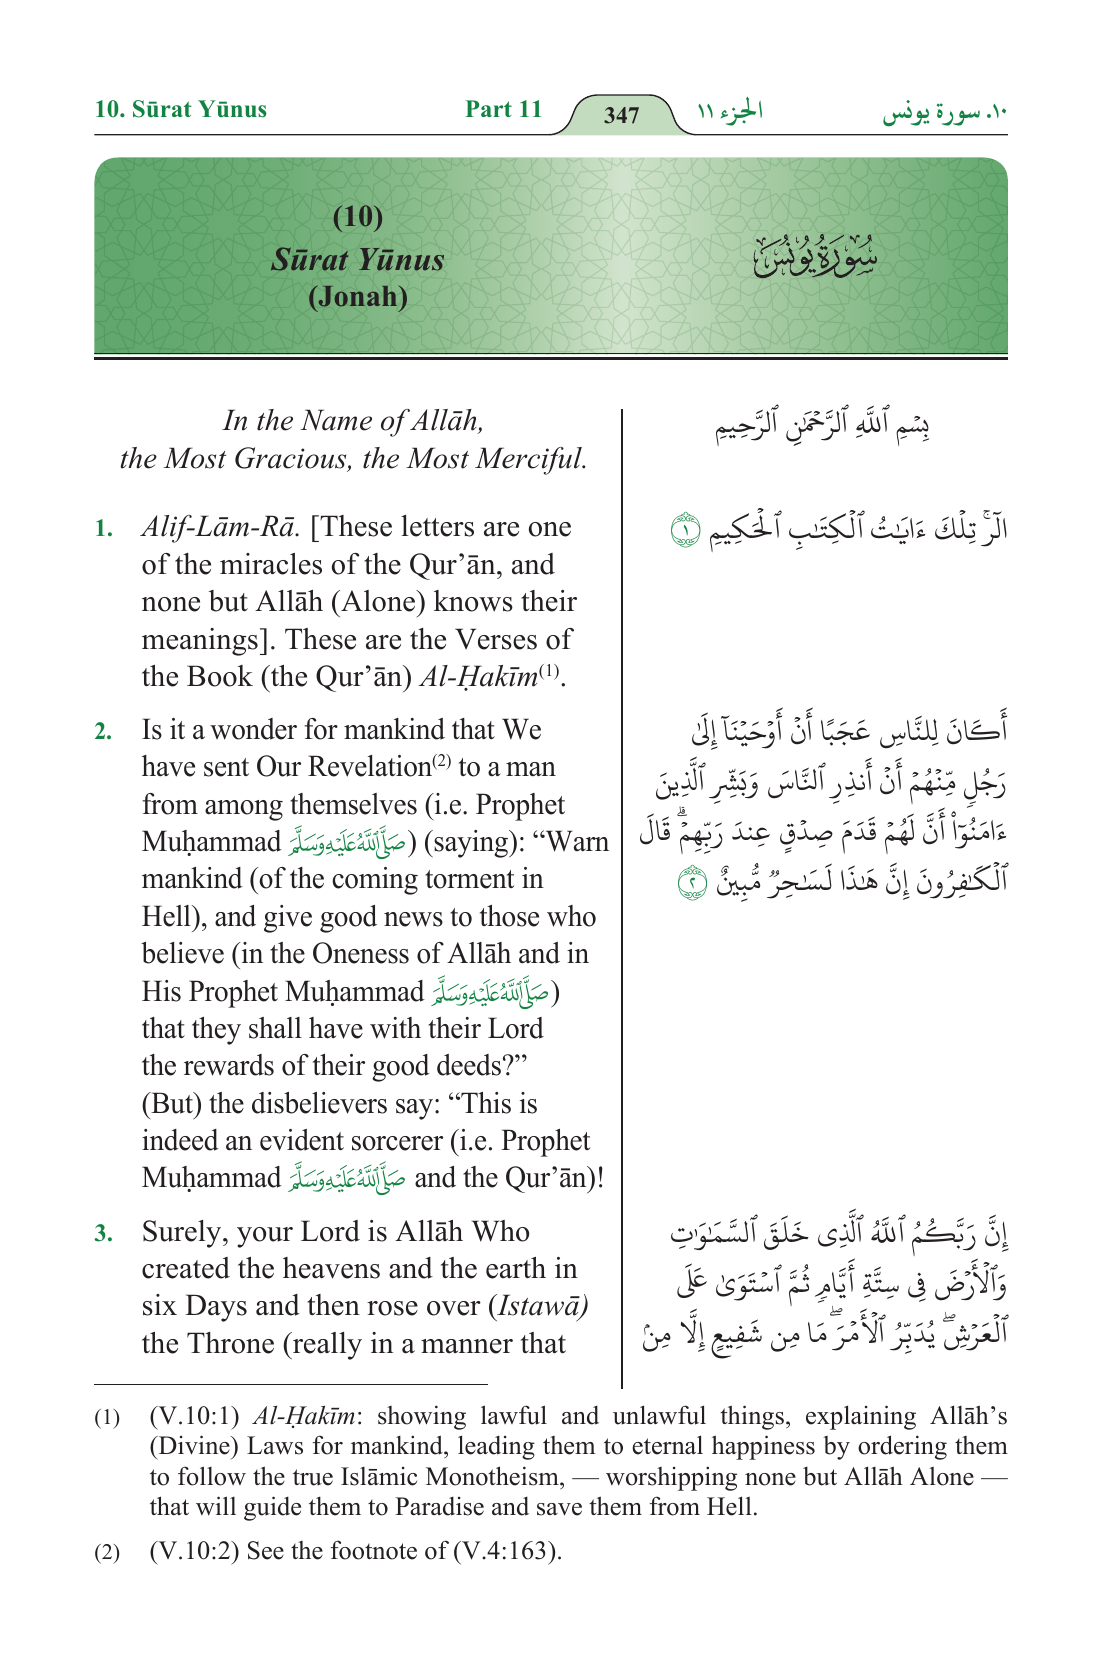 10. Sūrat Yūnus Part 11 347 الجزء ١١ ١٠. سورة يونس
(10)
Sūrat Yūnus
(Jonah)
سُورَةُ يُونُسَ
In the Name of Allāh,
the Most Gracious, the Most Merciful.
1. Alif-Lām-Rā. [These letters are one
of the miracles of the Qur’ān, and
none but Allāh (Alone) knows their
meanings]. These are the Verses of
the Book (the Qur’ān) Al-Ḥakīm(1).
2. Is it a wonder for mankind that We
have sent Our Revelation(2) to a man
from among themselves (i.e. Prophet
Muḥammad صَلَّى ٱللَّهُ عَلَيْهِ وَسَلَّمَ) (saying): “Warn
mankind (of the coming torment in
Hell), and give good news to those who
believe (in the Oneness of Allāh and in
His Prophet Muḥammad صَلَّى ٱللَّهُ عَلَيْهِ وَسَلَّمَ)
that they shall have with their Lord
the rewards of their good deeds?”
(But) the disbelievers say: “This is
indeed an evident sorcerer (i.e. Prophet
Muḥammad صَلَّى ٱللَّهُ عَلَيْهِ وَسَلَّمَ and the Qur’ān)!
3. Surely, your Lord is Allāh Who
created the heavens and the earth in
six Days and then rose over (Istawā)
the Throne (really in a manner that
بِسْمِ ٱللَّهِ ٱلرَّحْمَـٰنِ ٱلرَّحِيمِ
الٓرۚ تِلْكَ ءَايَـٰتُ ٱلْكِتَـٰبِ ٱلْحَكِيمِ ١
أَكَانَ لِلنَّاسِ عَجَبًا أَنْ أَوْحَيْنَآ إِلَىٰ
رَجُلٍ مِّنْهُمْ أَنْ أَنذِرِ ٱلنَّاسَ وَبَشِّرِ ٱلَّذِينَ
ءَامَنُوٓا۟ أَنَّ لَهُمْ قَدَمَ صِدْقٍ عِندَ رَبِّهِمْۗ قَالَ
ٱلْكَـٰفِرُونَ إِنَّ هَـٰذَا لَسَـٰحِرٌ مُّبِينٌ ٢
إِنَّ رَبَّكُمُ ٱللَّهُ ٱلَّذِى خَلَقَ ٱلسَّمَـٰوَٰتِ
وَٱلْأَرْضَ فِى سِتَّةِ أَيَّامٍ ثُمَّ ٱسْتَوَىٰ عَلَى
ٱلْعَرْشِۖ يُدَبِّرُ ٱلْأَمْرَۖ مَا مِن شَفِيعٍ إِلَّا مِنۢ
(1) (V.10:1) Al-Ḥakīm: showing lawful and unlawful things, explaining Allāh’s
(Divine) Laws for mankind, leading them to eternal happiness by ordering them
to follow the true Islāmic Monotheism, — worshipping none but Allāh Alone —
that will guide them to Paradise and save them from Hell.
(2) (V.10:2) See the footnote of (V.4:163).